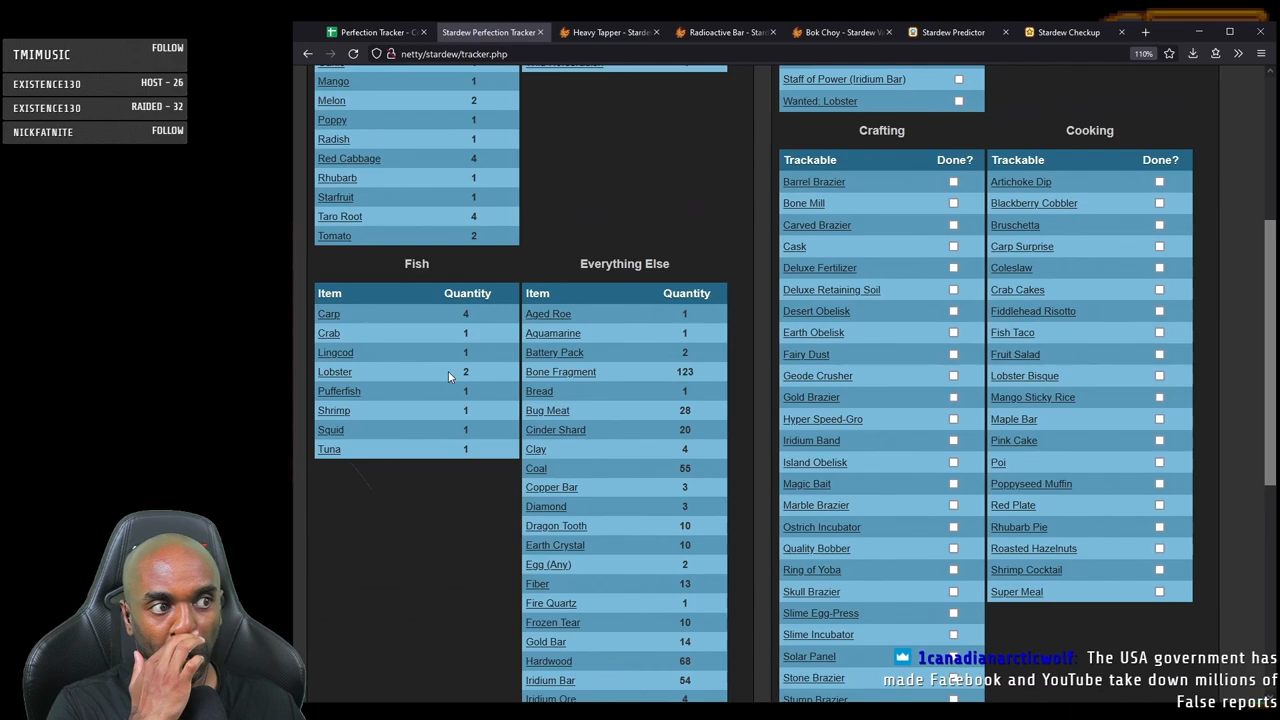 TMIMUSIC FOLLOW
EXISTENCE130 HOST - 26
EXISTENCE130 RAIDED - 32
NICKFATNITE FOLLOW
Perfection Tracker - C
Stardew Perfection Tracker
Heavy Tapper - Stardew
Radioactive Bar - Stard
Bok Choy - Stardew V
Stardew Predictor
Stardew Checkup
netty/stardew/tracker.php
110%
Mango 1
Melon 2
Poppy 1
Radish 1
Red Cabbage 4
Rhubarb 1
Starfruit 1
Taro Root 4
Tomato 2
Fish
Item Quantity
Carp 4
Crab 1
Lingcod 1
Lobster 2
Pufferfish 1
Shrimp 1
Squid 1
Tuna 1
Everything Else
Item Quantity
Aged Roe 1
Aquamarine 1
Battery Pack 2
Bone Fragment 123
Bread 1
Bug Meat 28
Cinder Shard 20
Clay 4
Coal 55
Copper Bar 3
Diamond 3
Dragon Tooth 10
Earth Crystal 10
Egg (Any) 2
Fiber 13
Fire Quartz 1
Frozen Tear 10
Gold Bar 14
Hardwood 68
Iridium Bar 54
Iridium Ore
Staff of Power (Iridium Bar)
Wanted: Lobster
Crafting
Trackable Done?
Barrel Brazier
Bone Mill
Carved Brazier
Cask
Deluxe Fertilizer
Deluxe Retaining Soil
Desert Obelisk
Earth Obelisk
Fairy Dust
Geode Crusher
Gold Brazier
Hyper Speed-Gro
Iridium Band
Island Obelisk
Magic Bait
Marble Brazier
Ostrich Incubator
Quality Bobber
Ring of Yoba
Skull Brazier
Slime Egg-Press
Slime Incubator
Solar Panel
Stone Brazier
Stump Brazier
Cooking
Trackable Done?
Artichoke Dip
Blackberry Cobbler
Bruschetta
Carp Surprise
Coleslaw
Crab Cakes
Fiddlehead Risotto
Fish Taco
Fruit Salad
Lobster Bisque
Mango Sticky Rice
Maple Bar
Pink Cake
Poi
Poppyseed Muffin
Red Plate
Rhubarb Pie
Roasted Hazelnuts
Shrimp Cocktail
Super Meal
1canadianarcticwolf: The USA government has
made Facebook and YouTube take down millions of
False reports